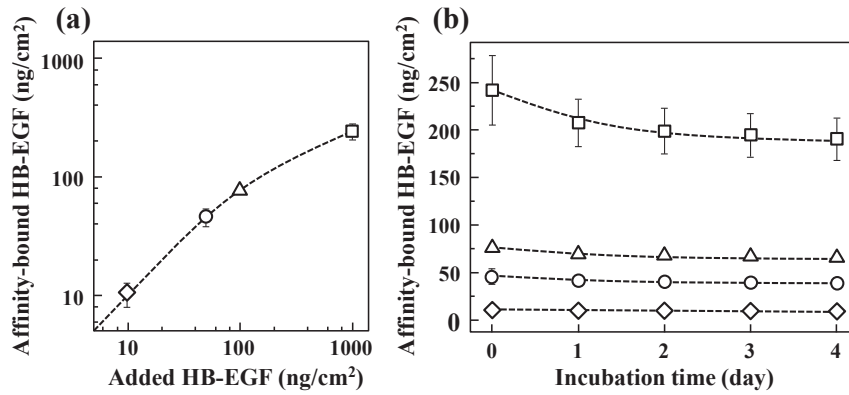 (a)
Affinity-bound HB-EGF (ng/cm²)
1000
100
10
10 100 1000
Added HB-EGF (ng/cm²)
(b)
Affinity-bound HB-EGF (ng/cm²)
250
200
150
100
50
0
0 1 2 3 4
Incubation time (day)